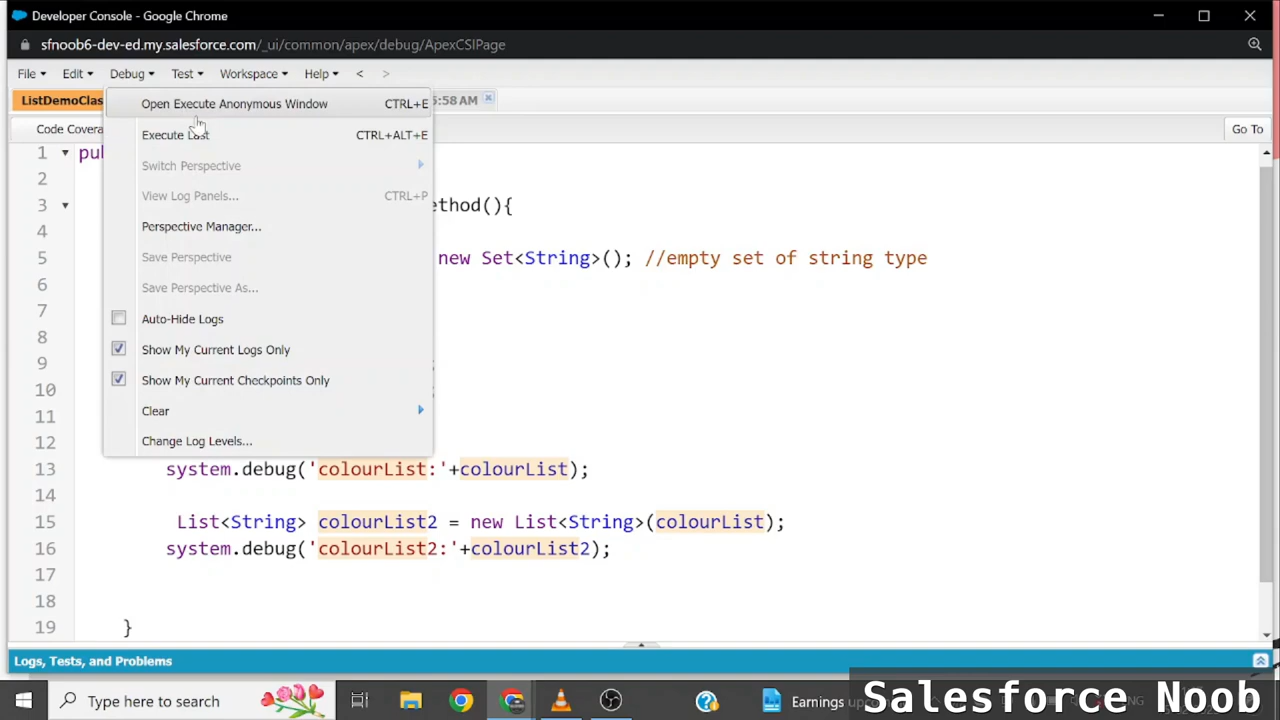 Developer Console - Google Chrome
sfnoob6-dev-ed.my.salesforce.com/_ui/common/apex/debug/ApexCSIPage
File Edit Debug Test Workspace Help < >
ListDemoClas 5:58 AM
Open Execute Anonymous Window CTRL+E
Code Covera Go To
Execute Last CTRL+ALT+E
1 pub
Switch Perspective
2
View Log Panels... CTRL+P
3 ethod(){
Perspective Manager...
4
5 new Set<String>(); //empty set of string type
Save Perspective
6
Save Perspective As...
7
Auto-Hide Logs
8
Show My Current Logs Only
9 ;
Show My Current Checkpoints Only
10 ;
Clear
11
12
Change Log Levels...
13 system.debug('colourList:'+colourList);
14
15 List<String> colourList2 = new List<String>(colourList);
16 system.debug('colourList2:'+colourList2);
17
18
19 }
Logs, Tests, and Problems
Type here to search
Earnings up
Salesforce Noob